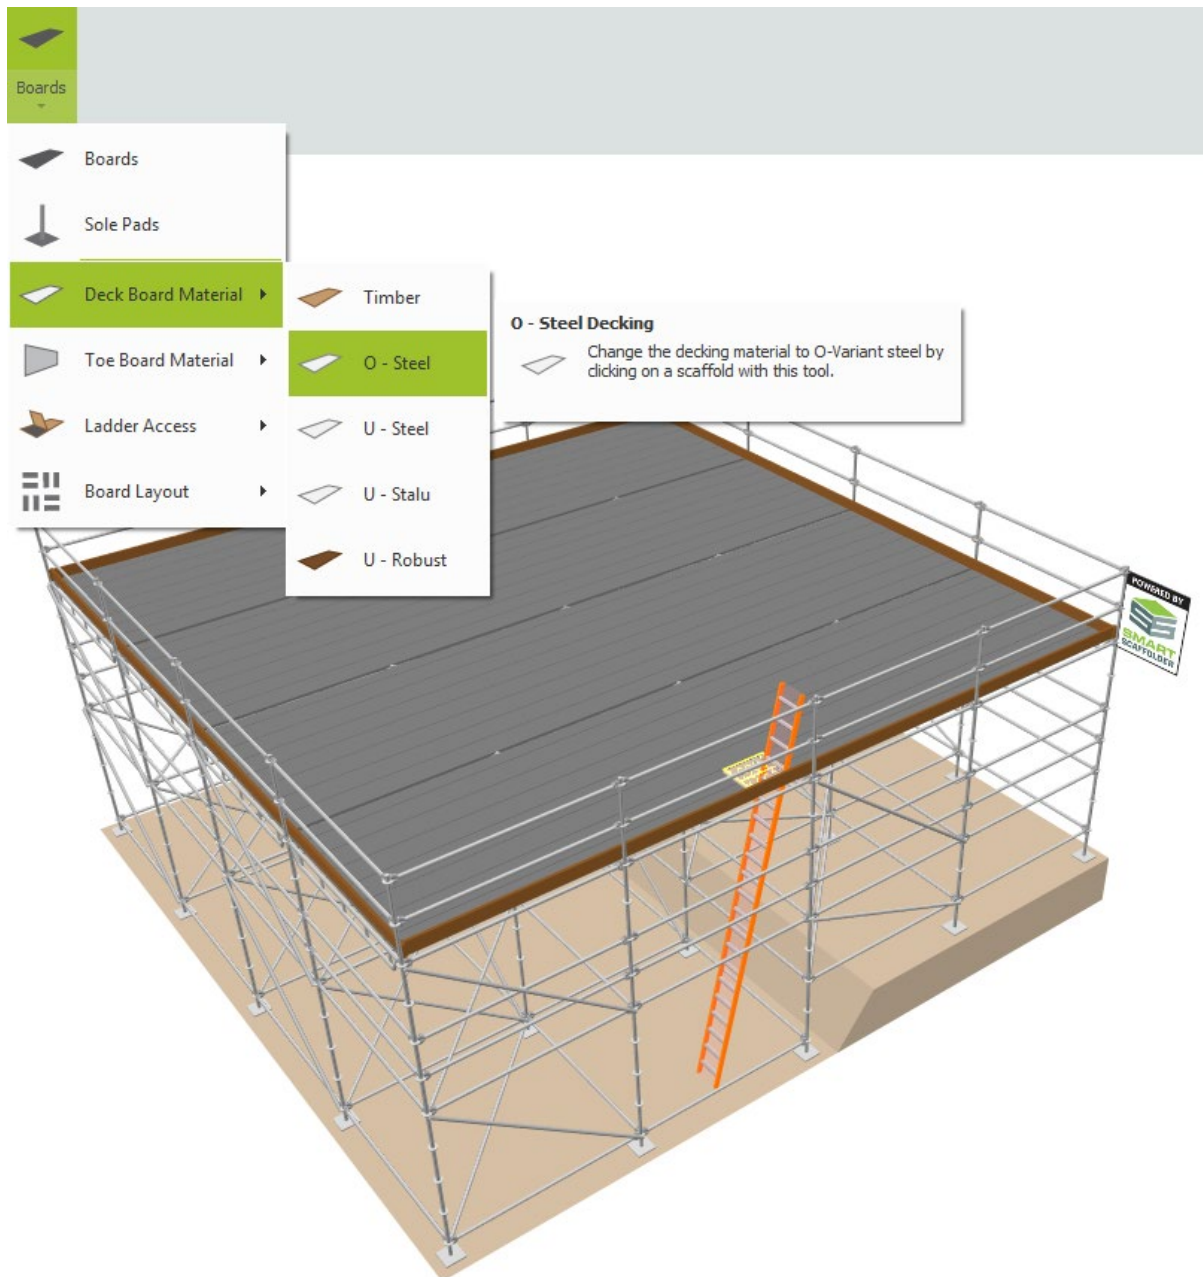 Boards
Boards
Sole Pads
Deck Board Material
Toe Board Material
Ladder Access
Board Layout
Timber
O - Steel
U - Steel
U - Stalu
U - Robust
O - Steel Decking
Change the decking material to O-Variant steel by
clicking on a scaffold with this tool.
POWERED BY
SMART
SCAFFOLDER